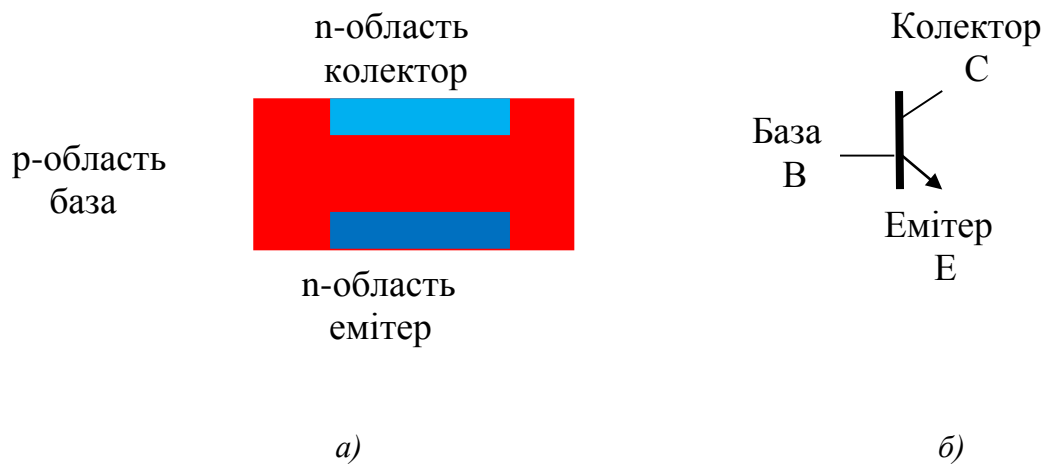 n-область
колектор
р-область
база
n-область
емітер
Колектор
C
База
B
Емітер
E
а)
б)